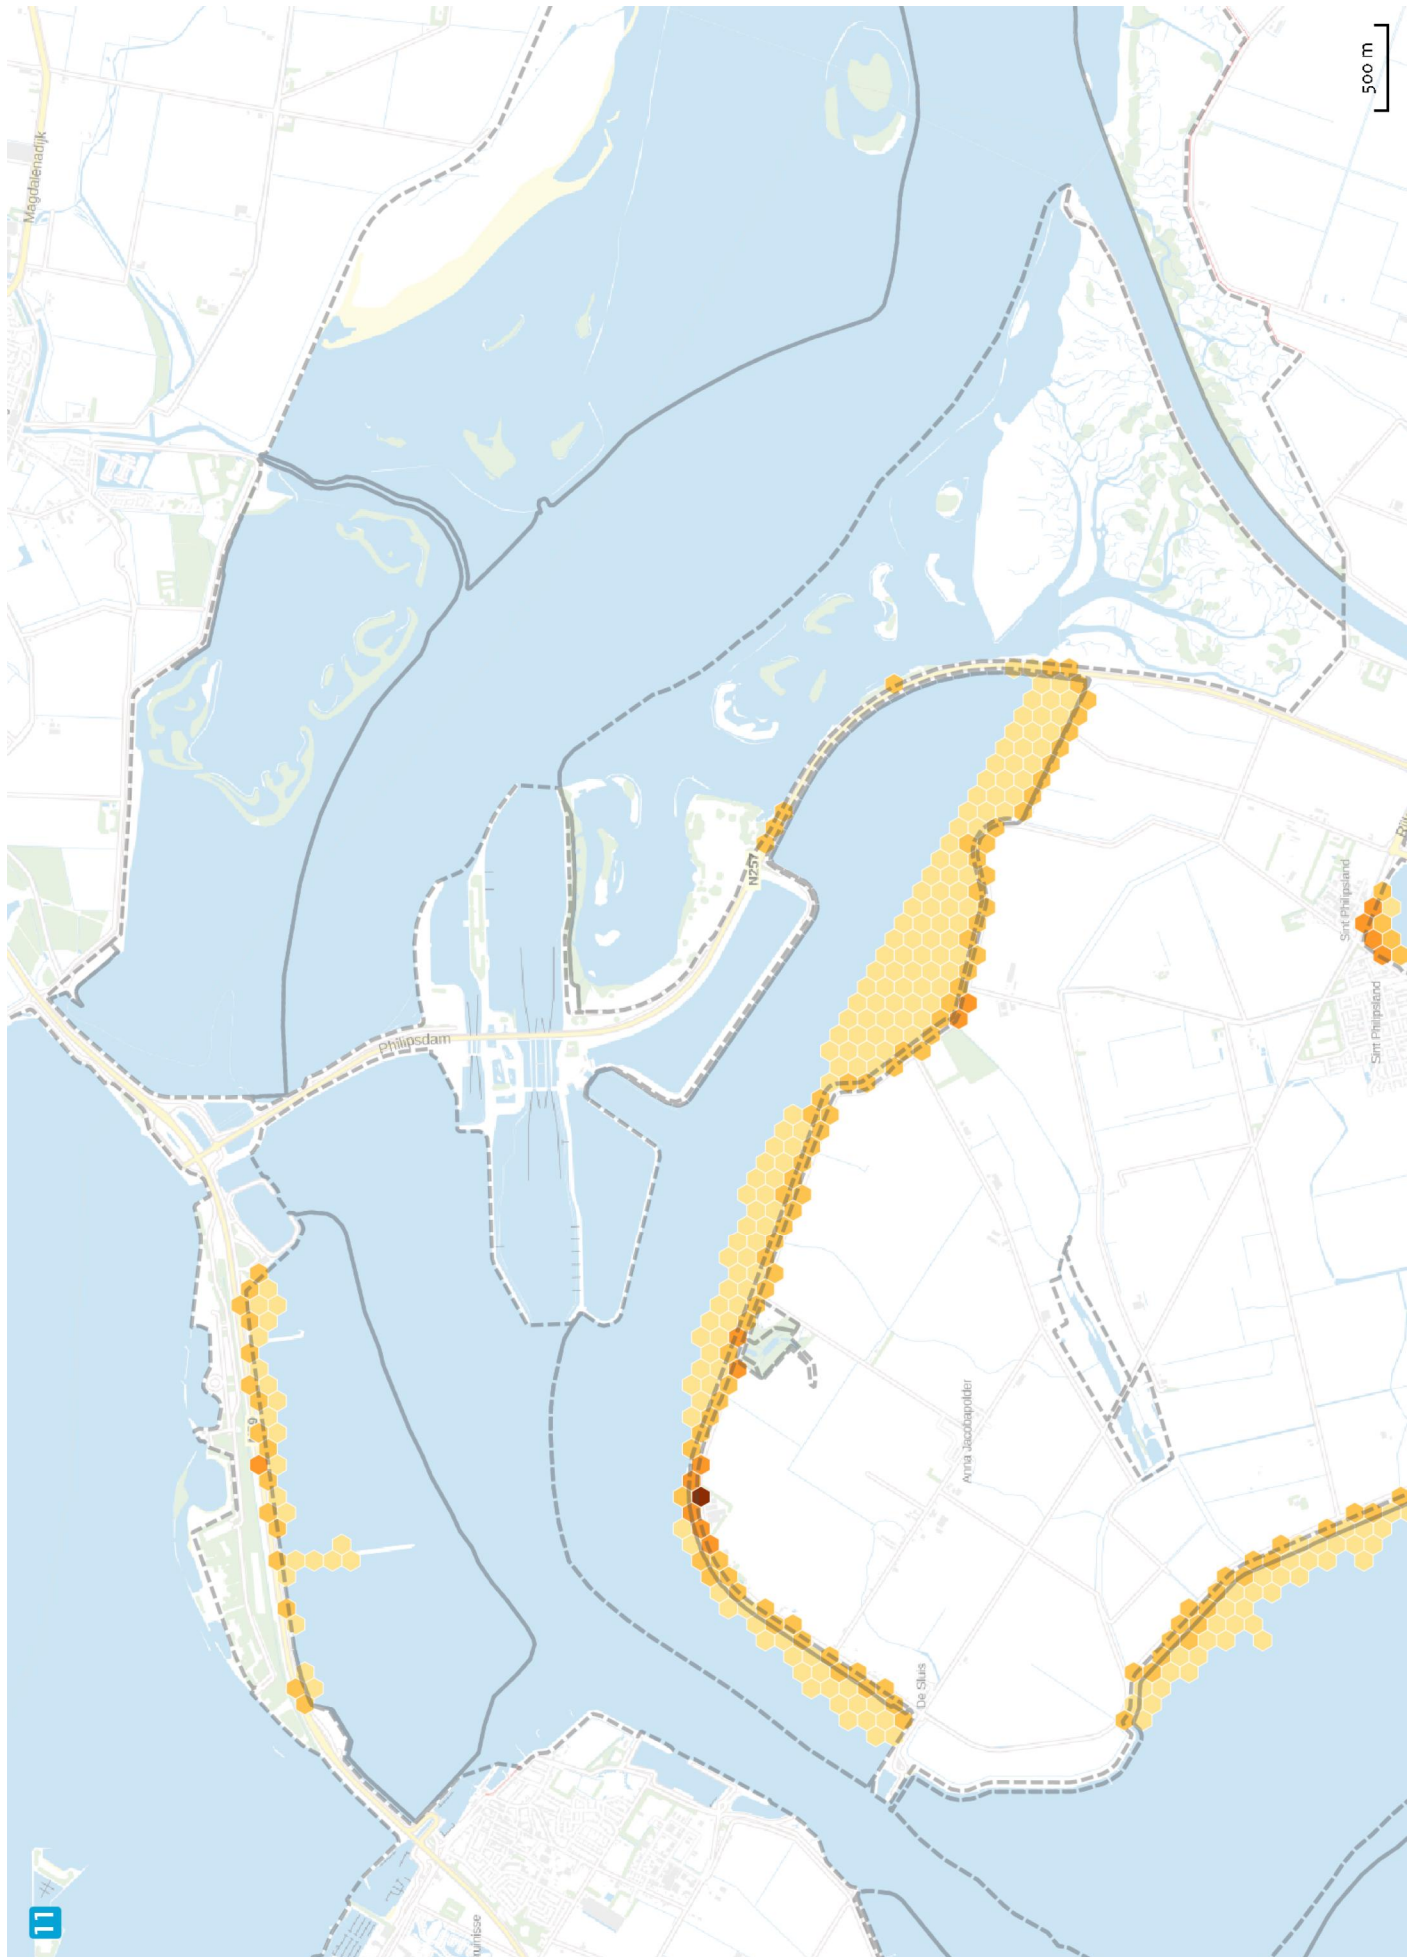 Magdalenadijk
500 m
Philipsdam
N257
Sint Philipsland
Sint Philipsland
Anna Jacobapolder
De Sluis
11